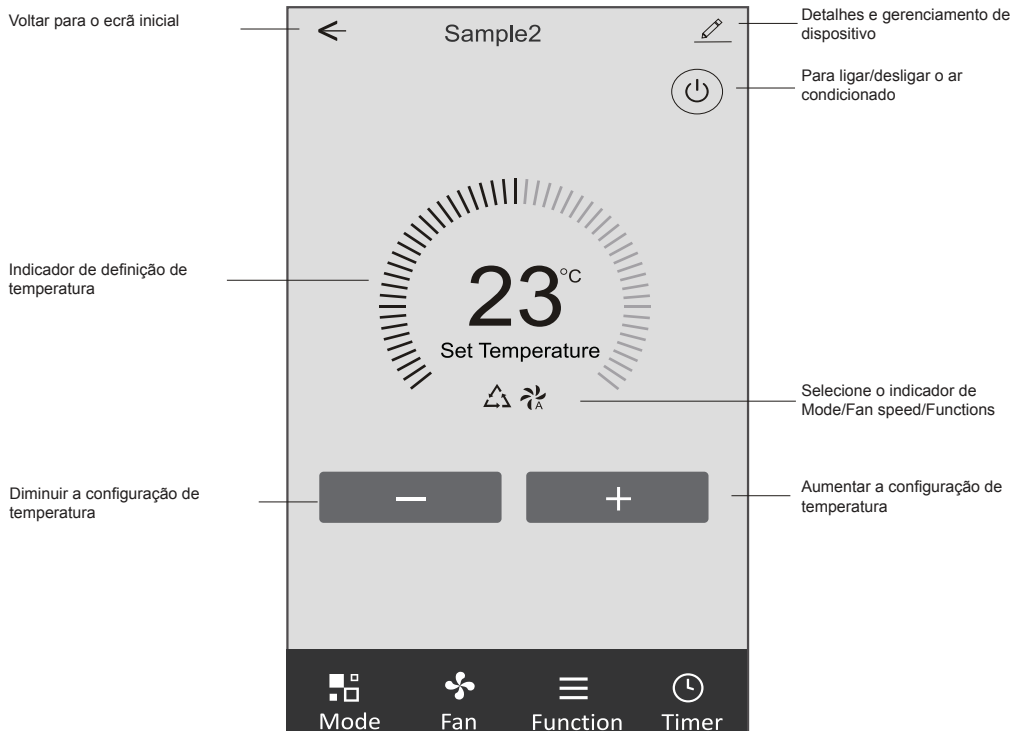 Voltar para o ecrã inicial
Sample2
Detalhes e gerenciamento de
dispositivo
Para ligar/desligar o ar
condicionado
Indicador de definição de
temperatura
23°C
Set Temperature
A
Selecione o indicador de
Mode/Fan speed/Functions
Diminuir a configuração de
temperatura
Aumentar a configuração de
temperatura
Mode Fan Function Timer